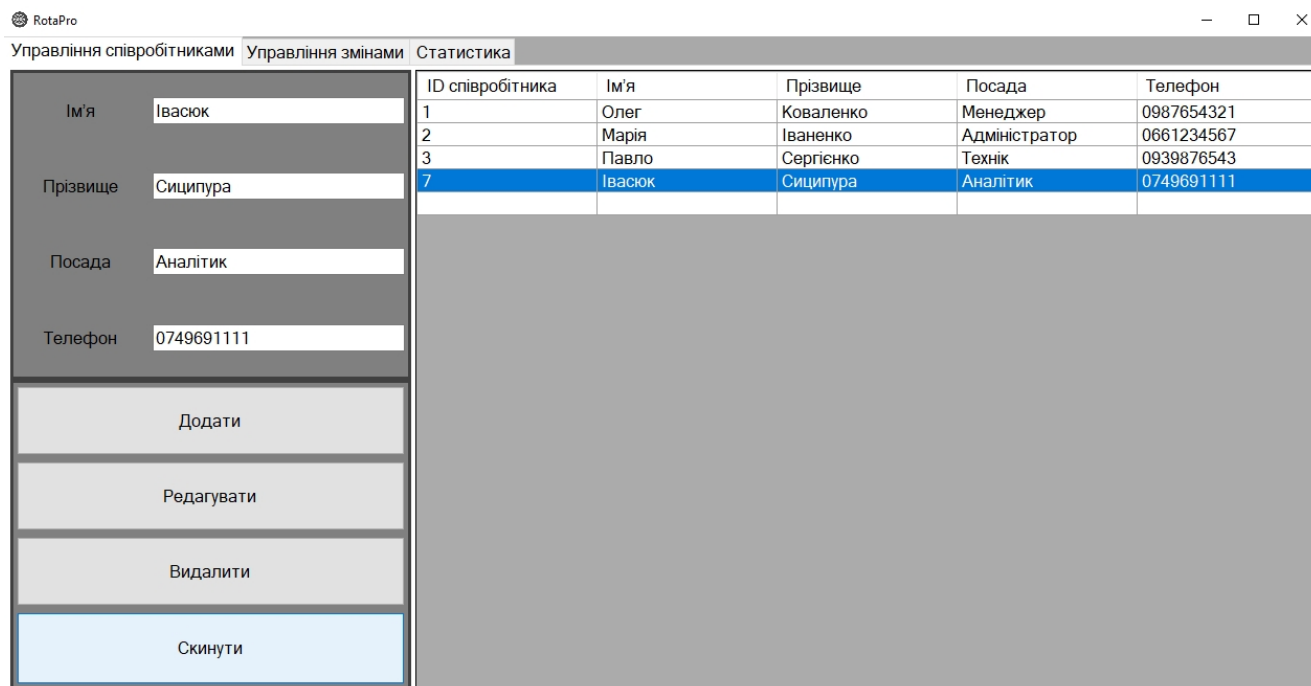 RotaPro
Управління співробітниками Управління змінами Статистика
Ім'я Івасюк
Прізвище Сиципура
Посада Аналітик
Телефон 0749691111
Додати
Редагувати
Видалити
Скинути
ID співробітника Ім'я Прізвище Посада Телефон
1 Олег Коваленко Менеджер 0987654321
2 Марія Іваненко Адміністратор 0661234567
3 Павло Сергієнко Технік 0939876543
7 Івасюк Сиципура Аналітик 0749691111